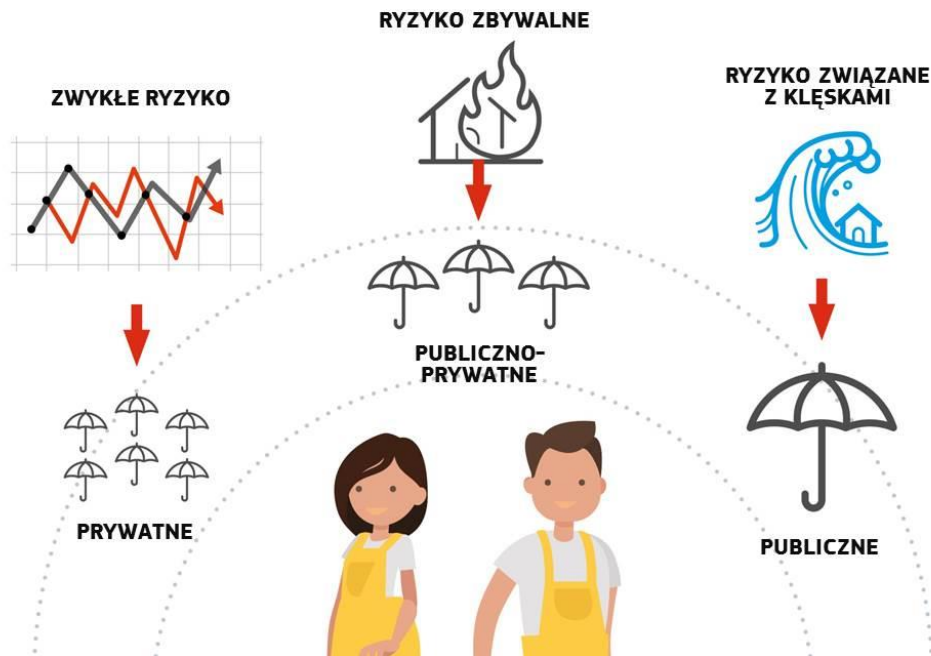 ZWYKŁE RYZYKO
RYZYKO ZBYWALNE
RYZYKO ZWIĄZANE
Z KLĘSKAMI
PRYWATNE
PUBLICZNO-
PRYWATNE
PUBLICZNE